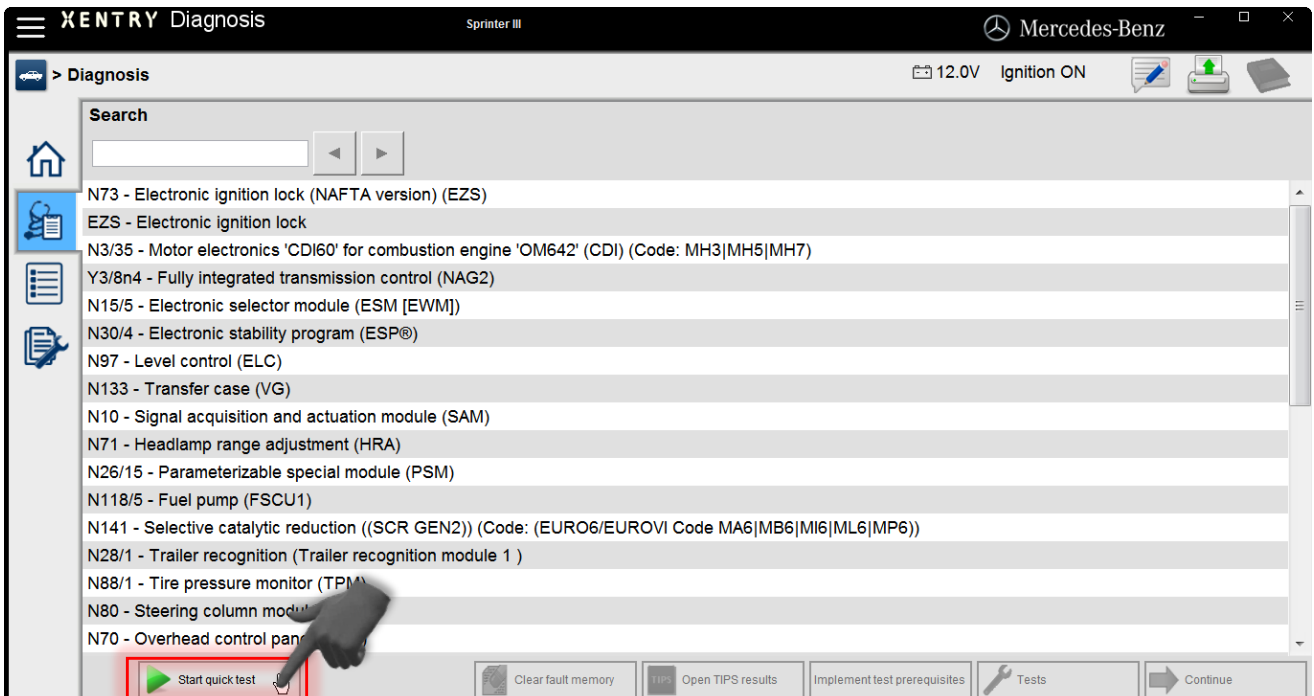 XENTRY Diagnosis
Sprinter III
Mercedes-Benz
> Diagnosis
12.0V
Ignition ON
Search
N73 - Electronic ignition lock (NAFTA version) (EZS)
EZS - Electronic ignition lock
N3/35 - Motor electronics 'CDI60' for combustion engine 'OM642' (CDI) (Code: MH3|MH5|MH7)
Y3/8n4 - Fully integrated transmission control (NAG2)
N15/5 - Electronic selector module (ESM [EWM])
N30/4 - Electronic stability program (ESP®)
N97 - Level control (ELC)
N133 - Transfer case (VG)
N10 - Signal acquisition and actuation module (SAM)
N71 - Headlamp range adjustment (HRA)
N26/15 - Parameterizable special module (PSM)
N118/5 - Fuel pump (FSCU1)
N141 - Selective catalytic reduction ((SCR GEN2)) (Code: (EURO6/EUROVI Code MA6|MB6|MI6|ML6|MP6))
N28/1 - Trailer recognition (Trailer recognition module 1 )
N88/1 - Tire pressure monitor (TPM)
N80 - Steering column
N70 - Overhead control
Start quick test
Clear fault memory
TIPS
Open TIPS results
Implement test prerequisites
Tests
Continue